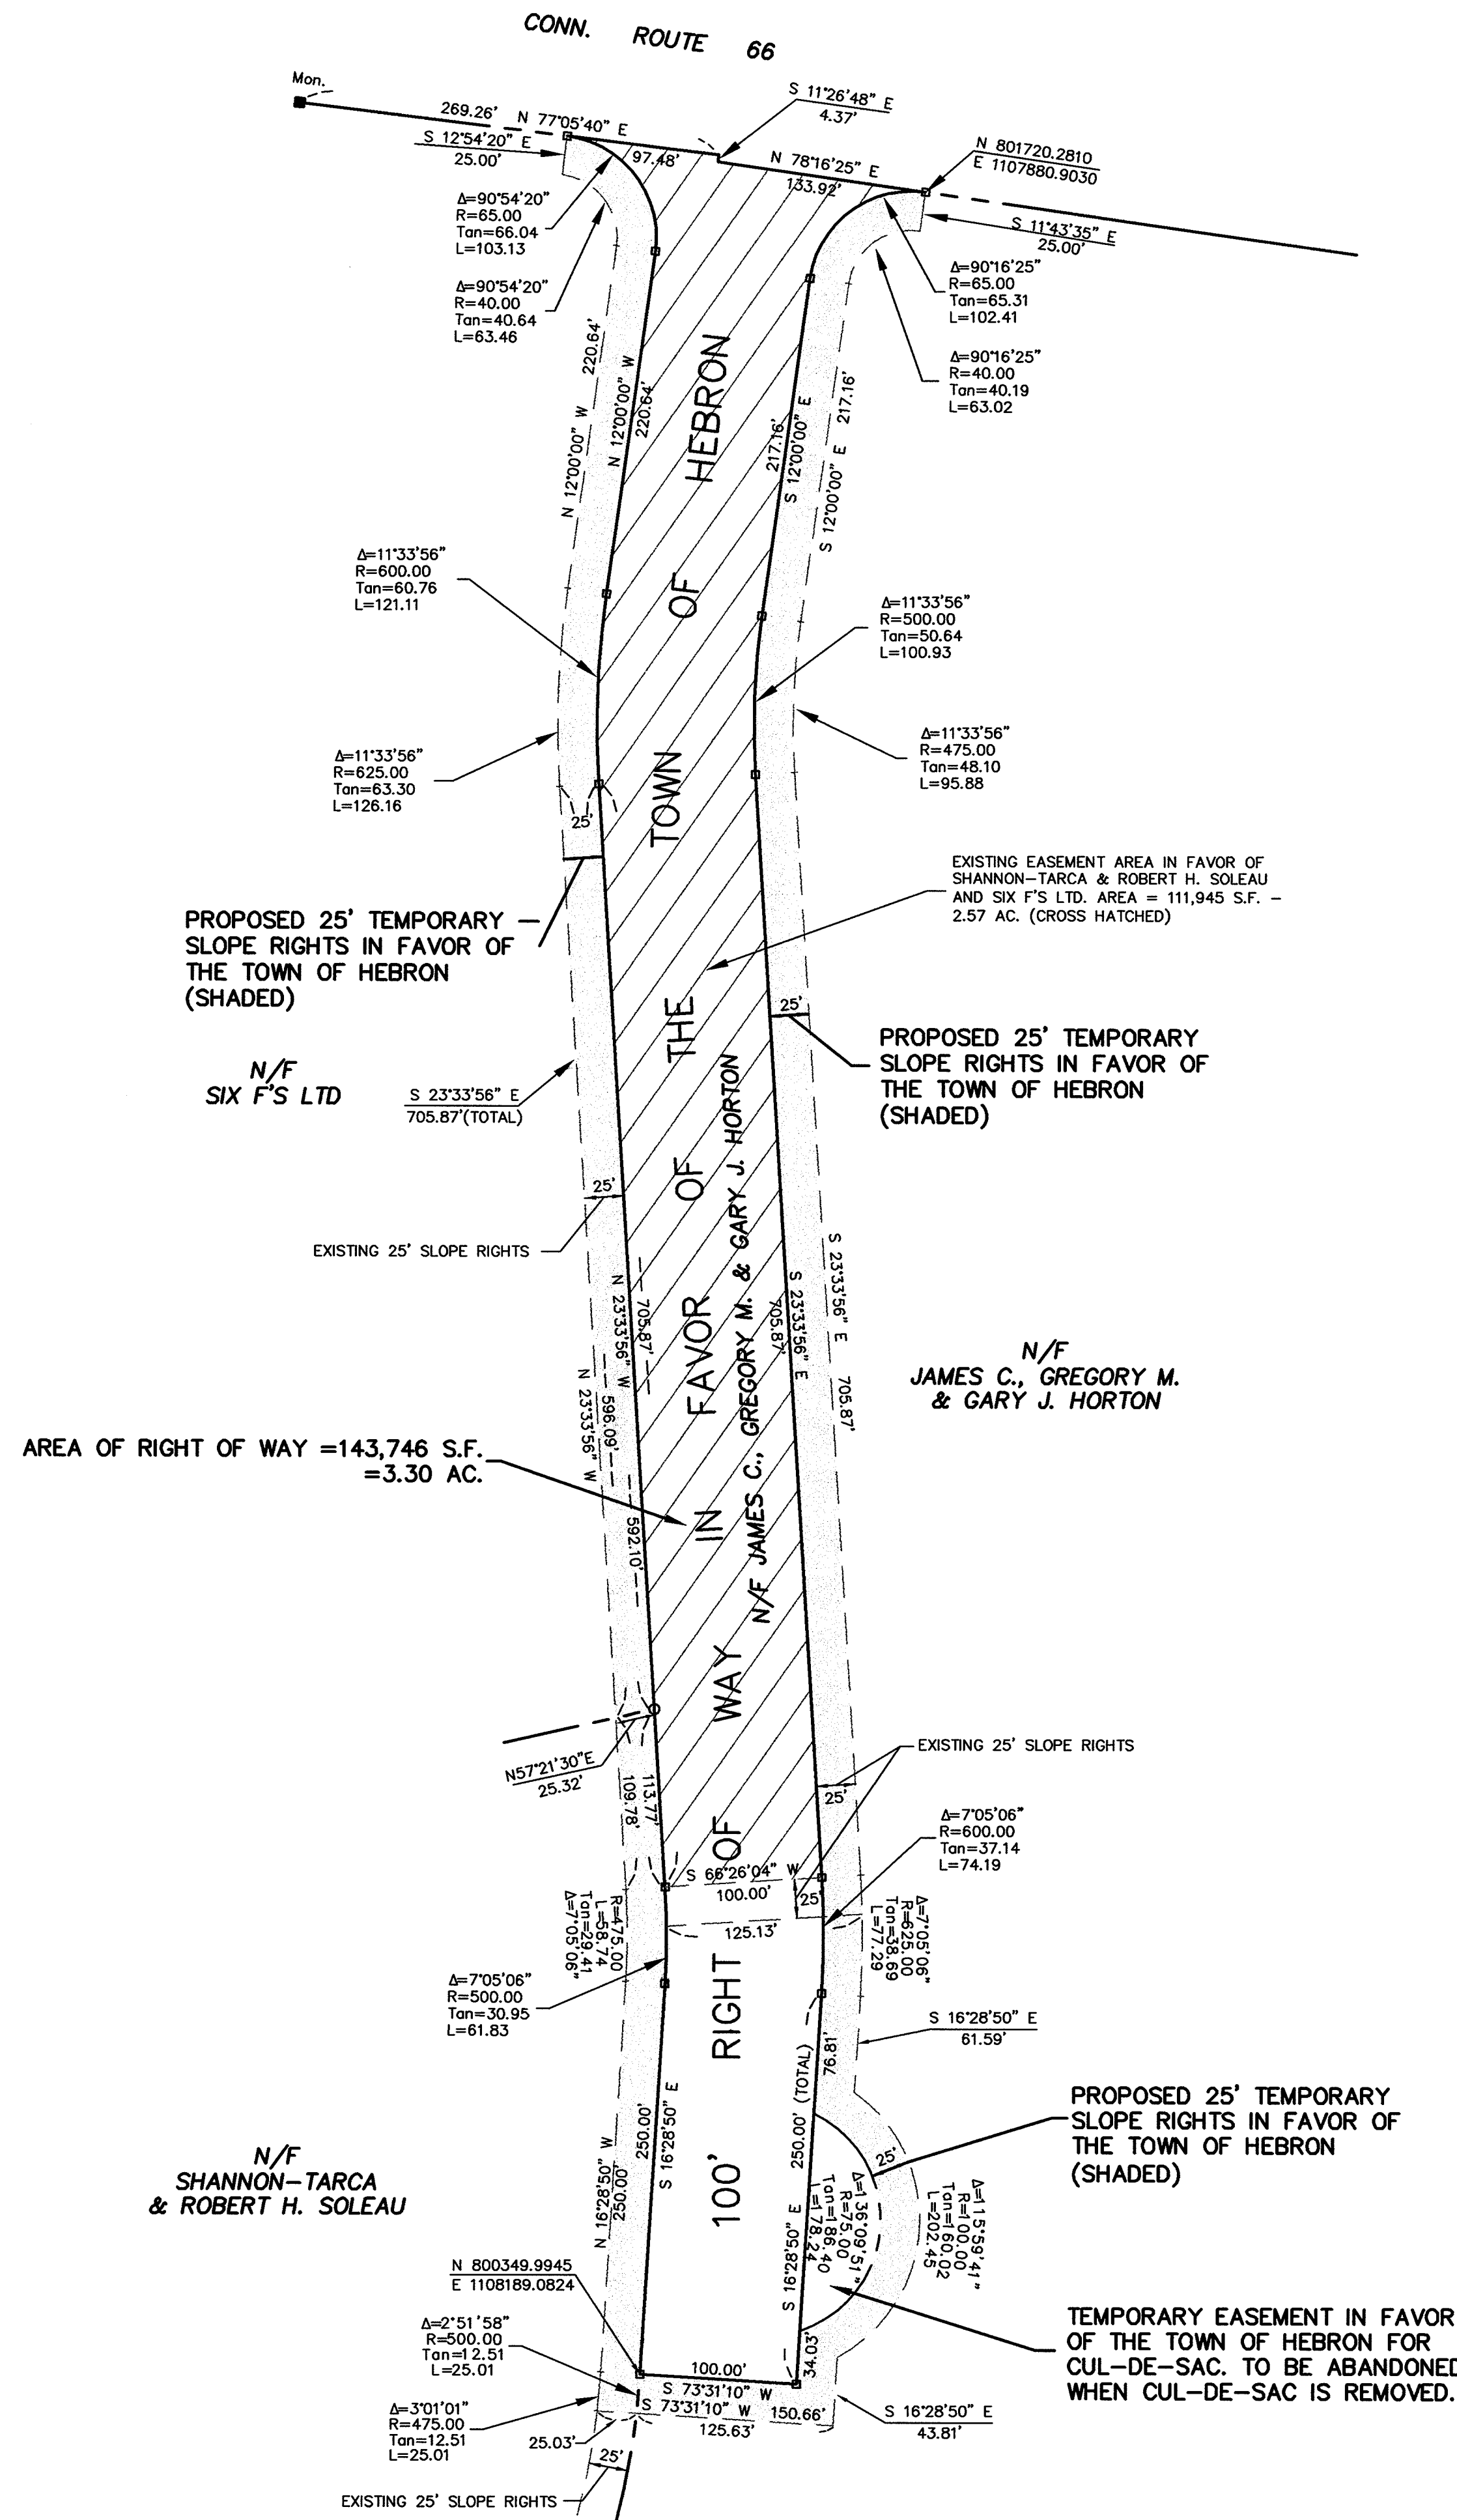 CONN. ROUTE 66
Mon.
269.26'
N 77°05'40" E
97.48'
S 11°26'48" E
4.37'
S 12°54'20" E
25.00'
N 78°16'25" E
133.92'
N 801720.2810
E 1107880.9030
S 11°43'35" E
25.00'
Δ=90°54'20"
R=65.00
Tan=66.04
L=103.13
Δ=90°54'20"
R=40.00
Tan=40.64
L=63.46
Δ=90°16'25"
R=65.00
Tan=65.31
L=102.41
Δ=90°16'25"
R=40.00
Tan=40.19
L=63.02
N 12°00'00" W 220.64'
N 12°00'00" W
220.64'
217.16'
S 12°00'00" E
S 12°00'00" E 217.16'
Δ=11°33'56"
R=600.00
Tan=60.76
L=121.11
Δ=11°33'56"
R=500.00
Tan=50.64
L=100.93
Δ=11°33'56"
R=625.00
Tan=63.30
L=126.16
Δ=11°33'56"
R=475.00
Tan=48.10
L=95.88
25'
EXISTING EASEMENT AREA IN FAVOR OF
SHANNON-TARCA & ROBERT H. SOLEAU
AND SIX F'S LTD. AREA = 111,945 S.F. -
2.57 AC. (CROSS HATCHED)
PROPOSED 25' TEMPORARY
SLOPE RIGHTS IN FAVOR OF
THE TOWN OF HEBRON
(SHADED)
25'
PROPOSED 25' TEMPORARY
SLOPE RIGHTS IN FAVOR OF
THE TOWN OF HEBRON
(SHADED)
N/F
SIX F'S LTD
S 23°33'56" E
705.87'(TOTAL)
25'
EXISTING 25' SLOPE RIGHTS
100' RIGHT OF WAY IN FAVOR OF THE TOWN OF HEBRON
N/F JAMES C., GREGORY M. & GARY J. HORTON
N 23°33'56" W
705.87'
S 23°33'56" E
705.87'
S 23°33'56" E 705.87'
N 23°33'56" W
596.09'
592.10'
N/F
JAMES C., GREGORY M.
& GARY J. HORTON
AREA OF RIGHT OF WAY =143,746 S.F.
=3.30 AC.
N57°21'30"E
25.32'
109.78'
113.77'
EXISTING 25' SLOPE RIGHTS
25'
Δ=7°05'06"
R=600.00
Tan=37.14
L=74.19
S 66°26'04" W
100.00'
25'
125.13'
R=475.00
L=58.74
Tan=29.41
Δ=7°05'06"
Δ=7°05'06"
R=625.00
Tan=38.69
L=77.29
Δ=7°05'06"
R=500.00
Tan=30.95
L=61.83
S 16°28'50" E
61.59'
76.81'
250.00' (TOTAL)
S 16°28'50" E
250.00'
S 16°28'50" E
N 16°28'50" W
250.00'
PROPOSED 25' TEMPORARY
SLOPE RIGHTS IN FAVOR OF
THE TOWN OF HEBRON
(SHADED)
25'
Δ=136°09'51"
R=75.00
Tan=186.40
L=178.24
Δ=115°59'41"
R=100.00
Tan=160.02
L=202.45
N/F
SHANNON-TARCA
& ROBERT H. SOLEAU
N 800349.9945
E 1108189.0824
Δ=2°51'58"
R=500.00
Tan=12.51
L=25.01
TEMPORARY EASEMENT IN FAVOR
OF THE TOWN OF HEBRON FOR
CUL-DE-SAC. TO BE ABANDONED
WHEN CUL-DE-SAC IS REMOVED.
34.03'
100.00'
S 73°31'10" W
S 73°31'10" W 150.66'
125.63'
S 16°28'50" E
43.81'
Δ=3°01'01"
R=475.00
Tan=12.51
L=25.01
25.03'
25'
EXISTING 25' SLOPE RIGHTS